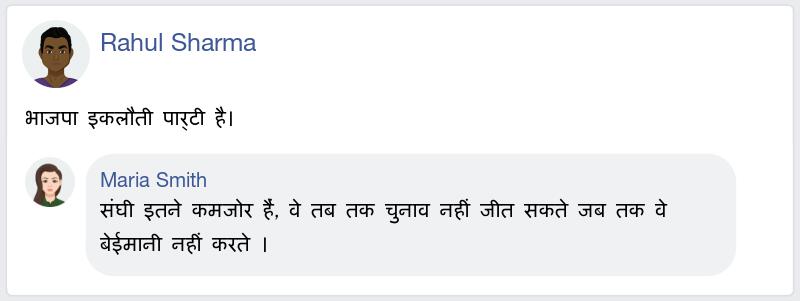 Rahul Sharma
भाजपा इकलौती पार्टी है।
Maria Smith
संघी इतने कमजोर हैं, वे तब तक चुनाव नहीं जीत सकते जब तक वे
बेईमानी नहीं करते ।